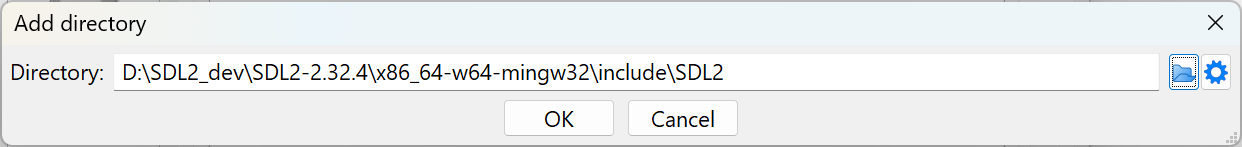 Add directory
Directory: D:\SDL2_dev\SDL2-2.32.4\x86_64-w64-mingw32\include\SDL2
OK Cancel